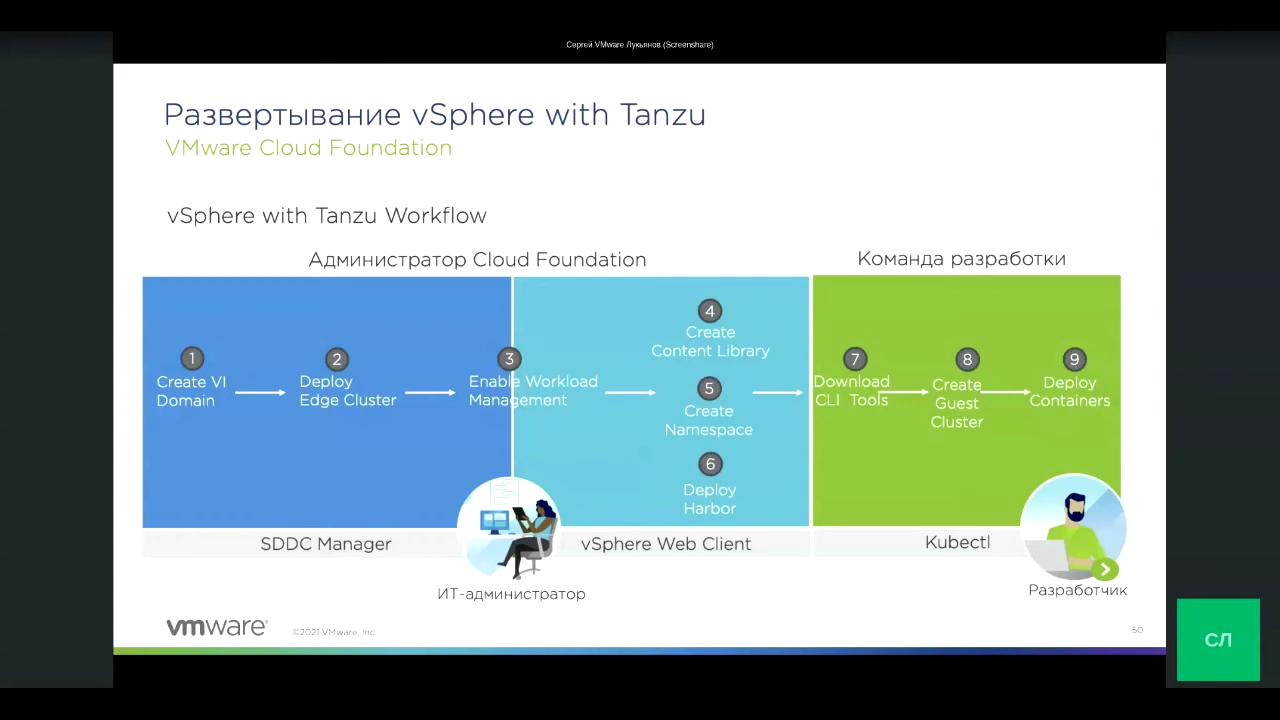 Сергей VMware Лукьянов (Screenshare)
Развертывание vSphere with Tanzu
VMware Cloud Foundation
vSphere with Tanzu Workflow
Администратор Cloud Foundation
Команда разработки
1
Create VI
Domain
2
Deploy
Edge Cluster
3
Enable Workload
Management
4
Create
Content Library
5
Create
Namespace
6
Deploy
Harbor
7
Download
CLI Tools
8
Create
Guest
Cluster
9
Deploy
Containers
SDDC Manager
vSphere Web Client
Kubectl
ИТ-администратор
Разработчик
vmware®
©2021 VMware, Inc.
50
СЛ